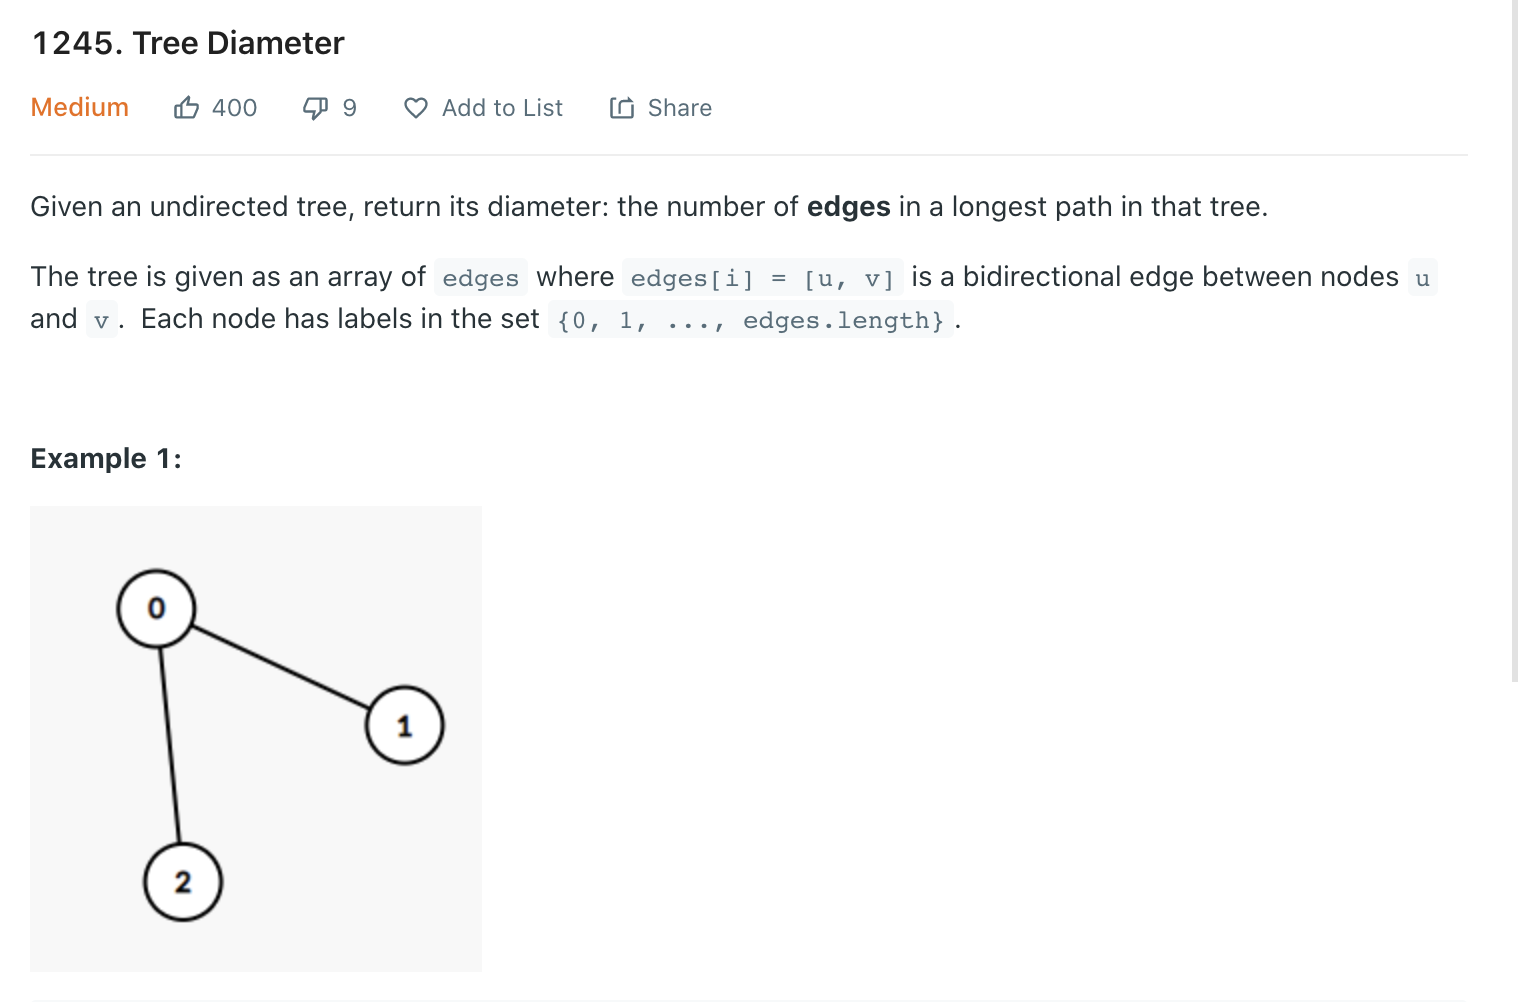 1245. Tree Diameter
Medium 400 9 Add to List Share
Given an undirected tree, return its diameter: the number of edges in a longest path in that tree.
The tree is given as an array of edges where edges[i] = [u, v] is a bidirectional edge between nodes u
and v. Each node has labels in the set {0, 1, ..., edges.length}.
Example 1:
0
1
2